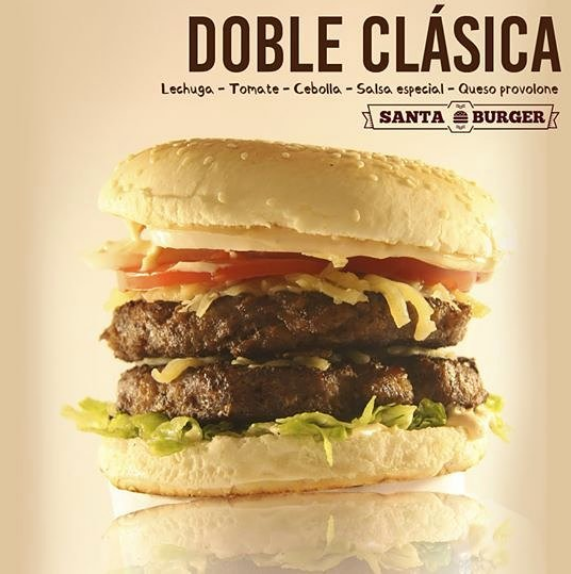 DOBLE CLÁSICA
Lechuga - Tomate - Cebolla - Salsa especial - Queso provolone
SANTA BURGER